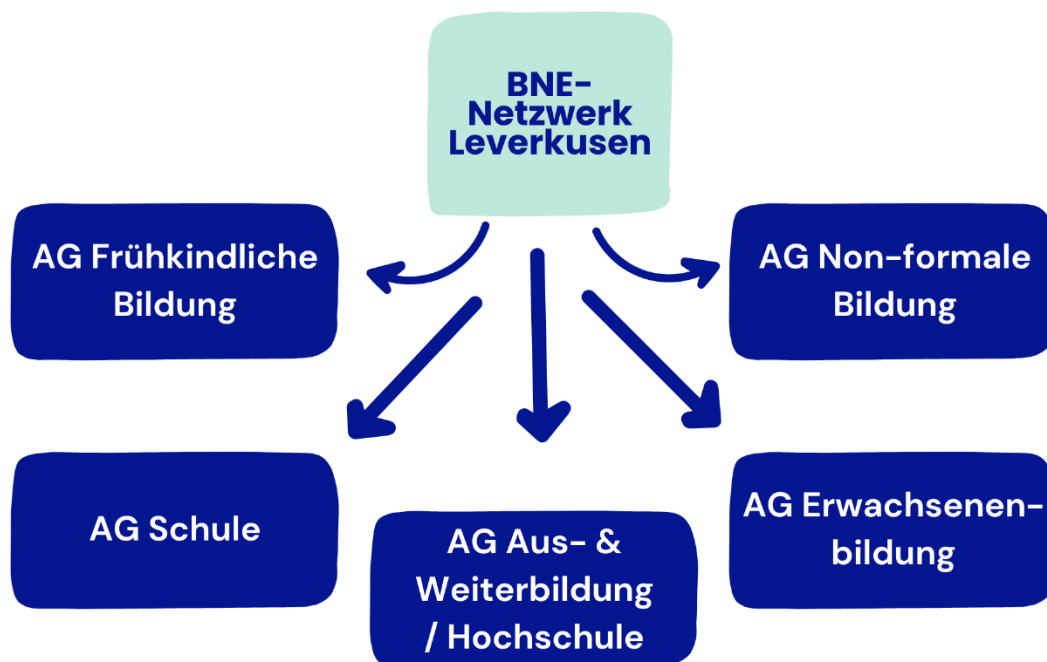 BNE-
Netzwerk
Leverkusen
AG Frühkindliche
Bildung
AG Non-formale
Bildung
AG Schule
AG Aus- &
Weiterbildung
/ Hochschule
AG Erwachsenen-
bildung